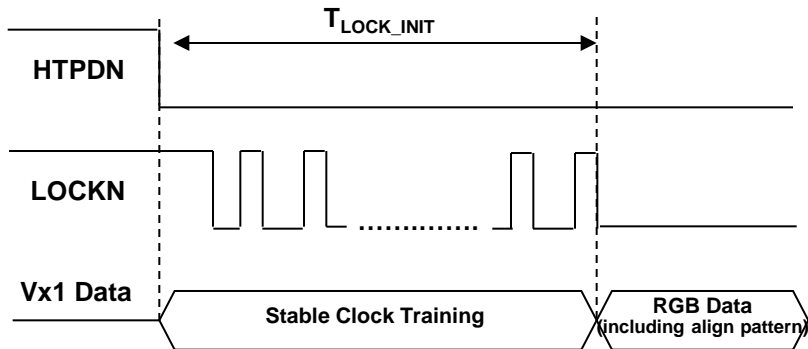 TLOCK_INIT
HTPDN
LOCKN
Vx1 Data
Stable Clock Training
RGB Data
(including align pattern)